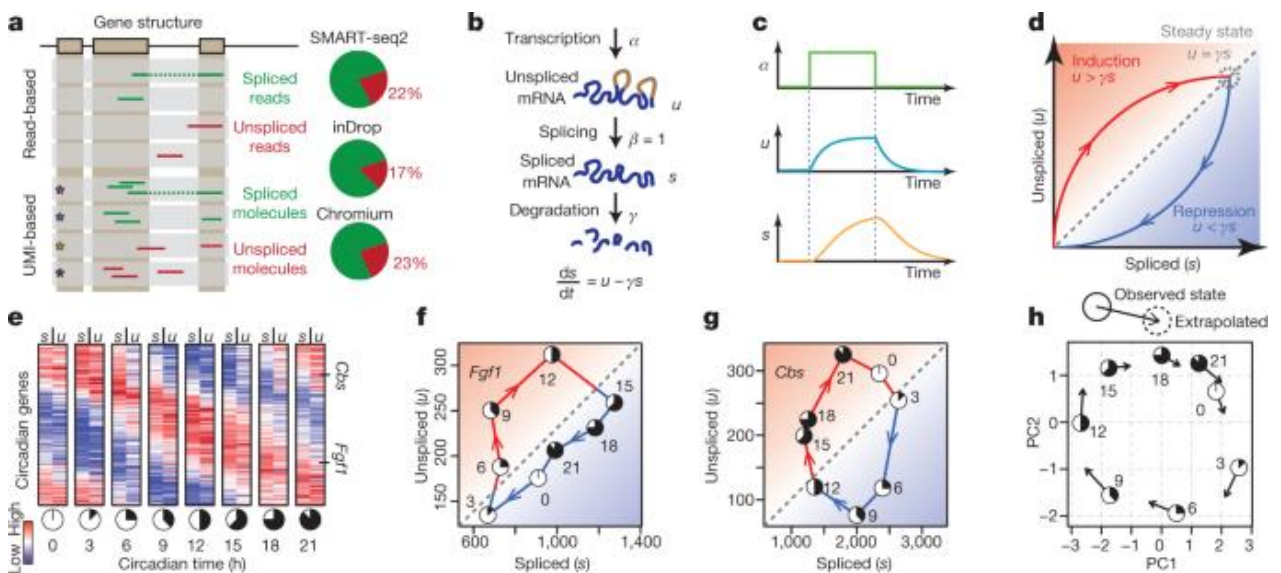 a
Gene structure
Read-based
UMI-based
Spliced
reads
Unspliced
reads
Spliced
molecules
Unspliced
molecules
*
*
*
*
SMART-seq2
22%
inDrop
17%
Chromium
23%
b
Transcription
α
Unspliced
mRNA
u
Splicing
β = 1
Spliced
mRNA
s
Degradation
γ
ds/dt = u − γs
c
α
Time
u
Time
s
Time
d
Steady state
u = γs
Induction
u > γs
Repression
u < γs
Unspliced (u)
Spliced (s)
e
s u s u s u s u s u s u s u s u
Circadian genes
Cbs
Fgf1
Low High
0 3 6 9 12 15 18 21
Circadian time (h)
f
Fgf1
Unspliced (u)
300
250
200
150
12
15
9
18
6
21
0
3
600 1,000 1,400
Spliced (s)
g
Cbs
Unspliced (u)
300
200
100
0
21
3
18
15
12
6
9
1,000 2,000 3,000
Spliced (s)
h
Observed state
Extrapolated
PC2
2
1
0
−1
−2
15
18
21
0
12
3
9
6
−3 −2 −1 0 1 2 3
PC1